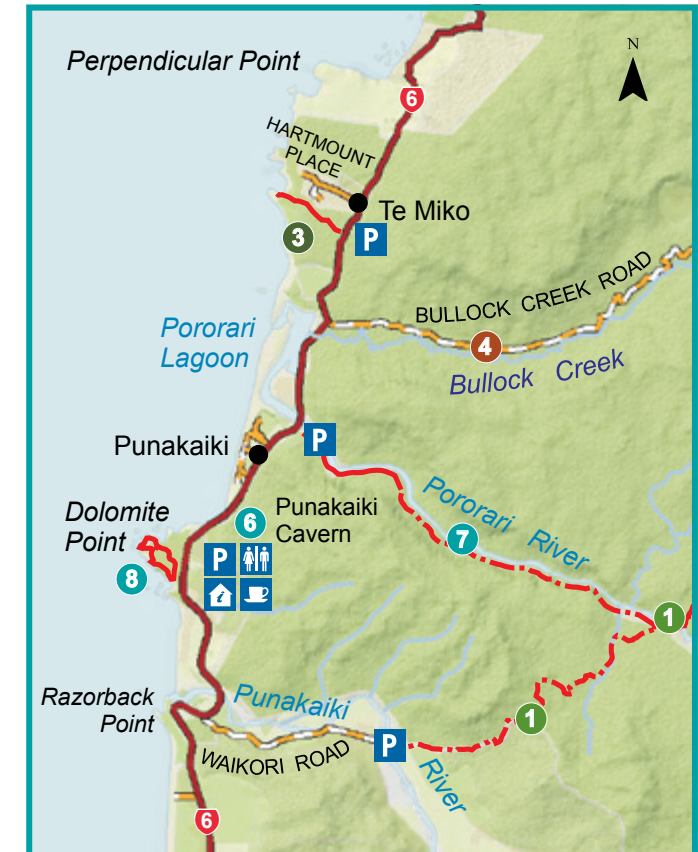 Perpendicular Point
N
6
HARTMOUNT
PLACE
Te Miko
3
P
BULLOCK CREEK ROAD
Pororari
Lagoon
4
Bullock Creek
Punakaiki
P
Pororari River
Dolomite
Point
6
Punakaiki
Cavern
7
P
i
8
1
1
Razorback
Point
Punakaiki
River
P
WAIKORI ROAD
6